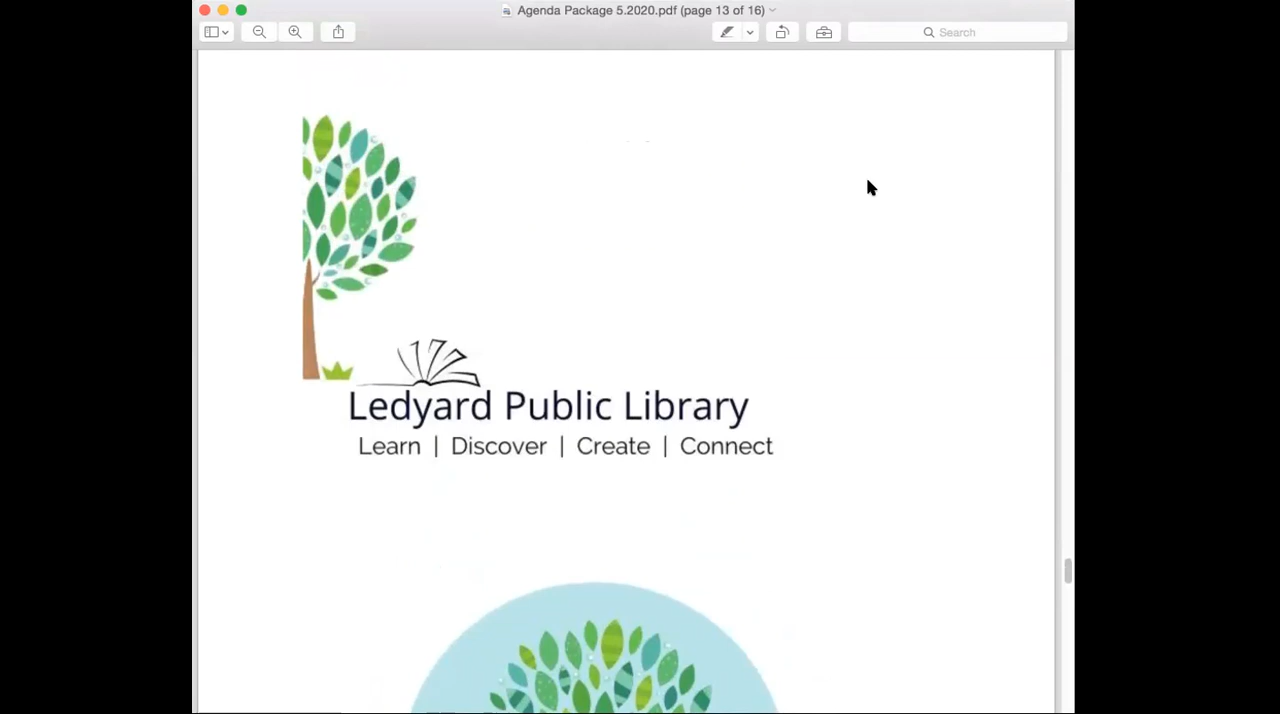 Agenda Package 5.2020.pdf (page 13 of 16)
Search
Ledyard Public Library
Learn | Discover | Create | Connect